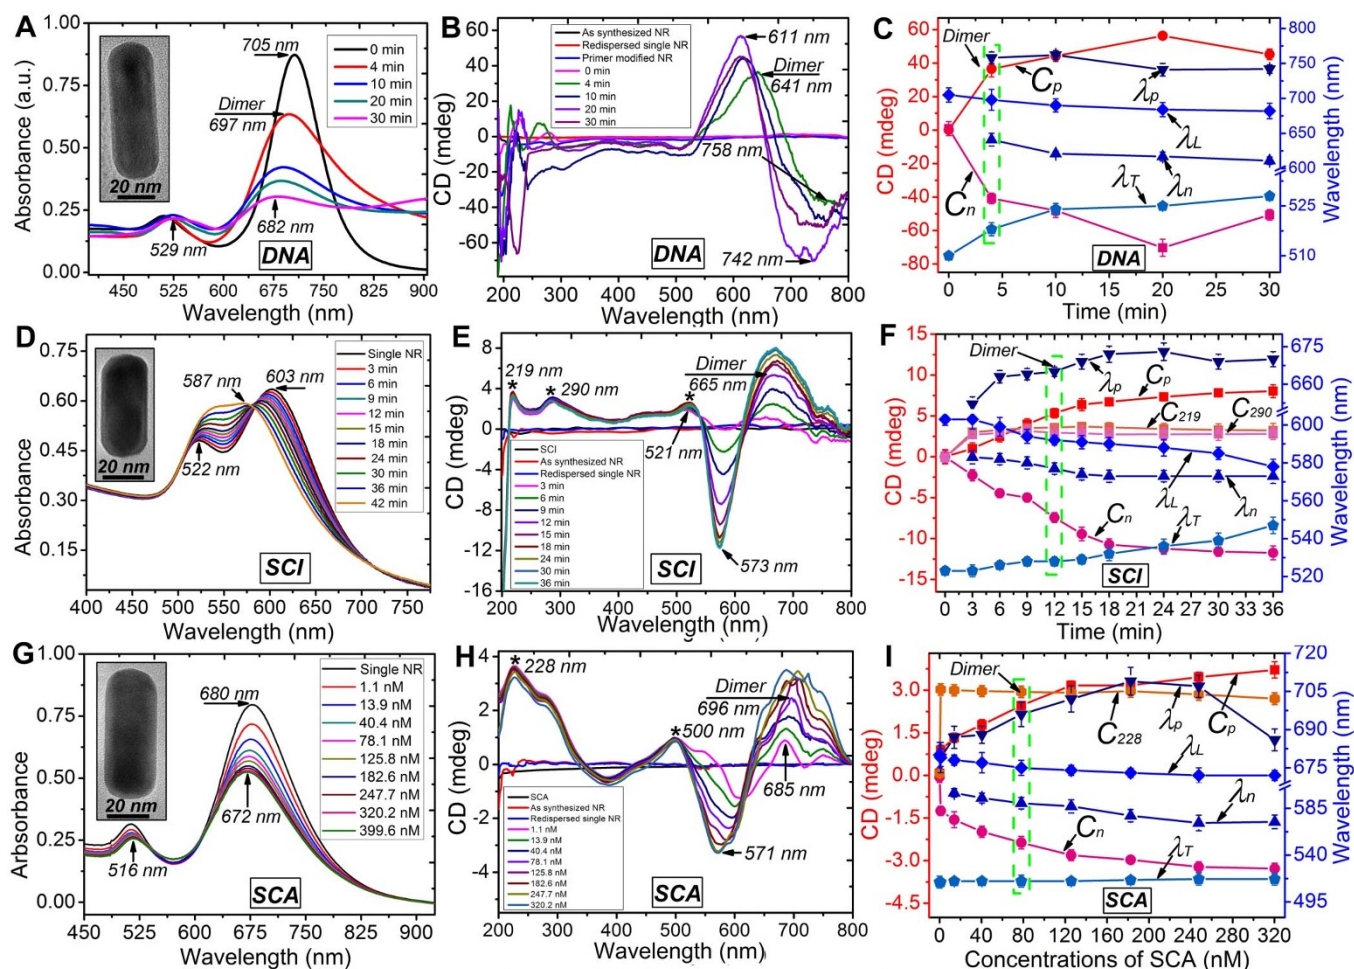 A
Absorbance (a.u.)
1.00
0.75
0.50
0.25
0.00
20 nm
705 nm
Dimer
697 nm
529 nm
682 nm
DNA
0 min
4 min
10 min
20 min
30 min
450 525 600 675 750 825 900
Wavelength (nm)
B
CD (mdeg)
60
40
20
0
-20
-40
-60
As synthesized NR
Redispersed single NR
Primer modified NR
0 min
4 min
10 min
20 min
30 min
611 nm
Dimer
641 nm
758 nm
742 nm
DNA
200 300 400 500 600 700 800
Wavelength (nm)
C
CD (mdeg)
60
40
20
0
-20
-40
-60
-80
Dimer
Cp
λp
λL
λn
λT
Cn
DNA
0 5 10 15 20 25 30
Time (min)
800
750
700
650
600
525
510
Wavelength (nm)
D
Absorbance
0.75
0.60
0.45
0.30
0.15
20 nm
587 nm
603 nm
522 nm
SCI
Single NR
3 min
6 min
9 min
12 min
15 min
18 min
24 min
30 min
36 min
42 min
400 450 500 550 600 650 700 750
Wavelength (nm)
E
CD (mdeg)
8
4
0
-4
-8
-12
-16
* 219 nm
* 290 nm
*
521 nm
Dimer
665 nm
573 nm
SCI
As synthesized NR
Redispersed single NR
3 min
6 min
9 min
12 min
15 min
18 min
24 min
30 min
36 min
SCI
200 300 400 500 600 700 800
Wavelength (nm)
F
CD (mdeg)
15
10
5
0
-5
-10
-15
Dimer
λp
Cp
C219
C290
Cn
λL
λT
λn
SCI
0 3 6 9 12 15 18 21 24 27 30 33 36
Time (min)
675
660
600
580
560
540
520
Wavelength (nm)
G
Arbsorbance
1.00
0.75
0.50
0.25
0.00
20 nm
680 nm
672 nm
516 nm
SCA
Single NR
1.1 nM
13.9 nM
40.4 nM
78.1 nM
125.8 nM
182.6 nM
247.7 nM
320.2 nM
399.6 nM
450 525 600 675 750 825 900
Wavelength (nm)
H
CD (mdeg)
4
2
0
-2
-4
* 228 nm
* 500 nm
Dimer
696 nm
685 nm
571 nm
SCA
As synthesized NR
Redispersed single NR
1.1 nM
13.9 nM
40.4 nM
78.1 nM
125.8 nM
182.6 nM
247.7 nM
320.2 nM
SCA
200 300 400 500 600 700 800
Wavelength (nm)
I
CD (mdeg)
3.0
1.5
0.0
-1.5
-3.0
-4.5
Dimer
C228
λp
Cp
λL
λn
Cn
λT
SCA
0 40 80 120 160 200 240 280 320
Concentrations of SCA (nM)
720
705
690
675
585
540
495
Wavelength (nm)